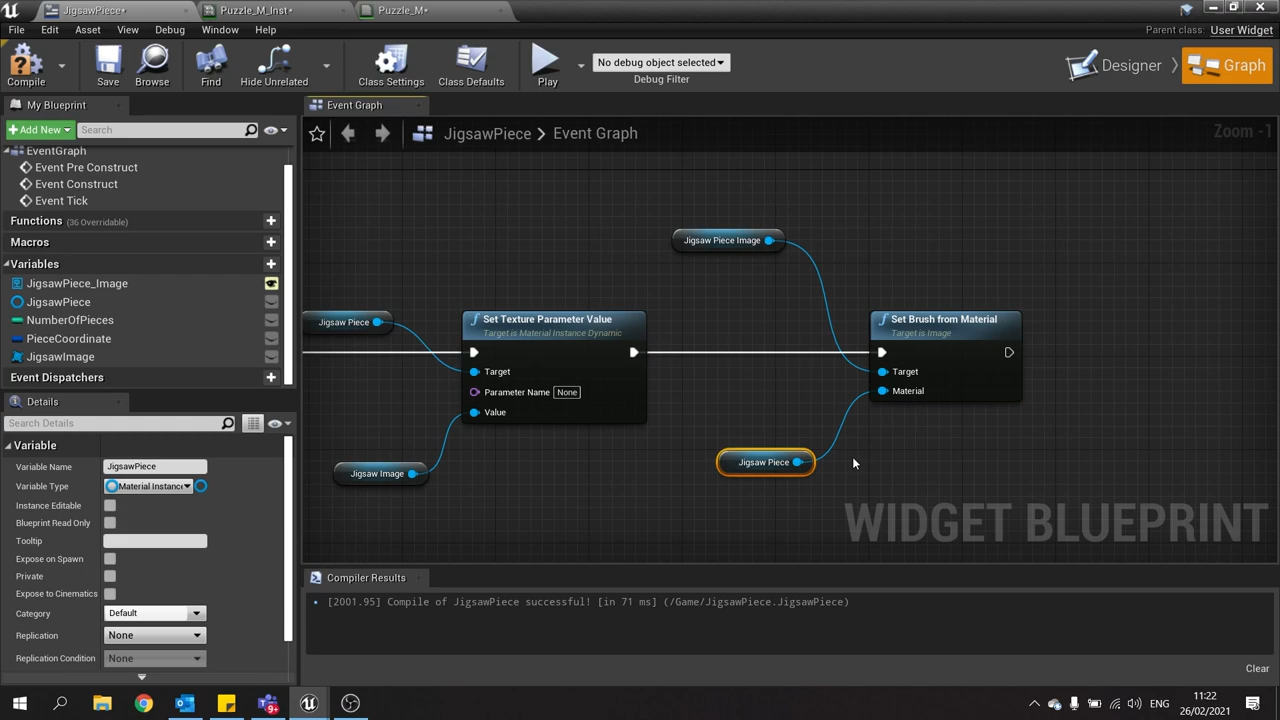 JigsawPiece*
Puzzle_M_Inst*
Puzzle_M*
File Edit Asset View Debug Window Help
Parent class: User Widget
Compile
Save
Browse
Find
Hide Unrelated
Class Settings
Class Defaults
Play
No debug object selected
Debug Filter
Designer
Graph
My Blueprint
Add New
Search
EventGraph
Event Pre Construct
Event Construct
Event Tick
Functions (36 Overridable)
Macros
Variables
JigsawPiece_Image
JigsawPiece
NumberOfPieces
PieceCoordinate
JigsawImage
Event Dispatchers
Details
Search Details
Variable
Variable Name JigsawPiece
Variable Type Material Instance
Instance Editable
Blueprint Read Only
Tooltip
Expose on Spawn
Private
Expose to Cinematics
Category Default
Replication None
Replication Condition None
Event Graph
JigsawPiece > Event Graph
Zoom -1
Jigsaw Piece Image
Jigsaw Piece
Set Texture Parameter Value
Target is Material Instance Dynamic
Target
Parameter Name None
Value
Jigsaw Image
Set Brush from Material
Target is Image
Target
Material
Jigsaw Piece
WIDGET BLUEPRINT
Compiler Results
[2001.95] Compile of JigsawPiece successful! [in 71 ms] (/Game/JigsawPiece.JigsawPiece)
Clear
ENG
11:22
26/02/2021